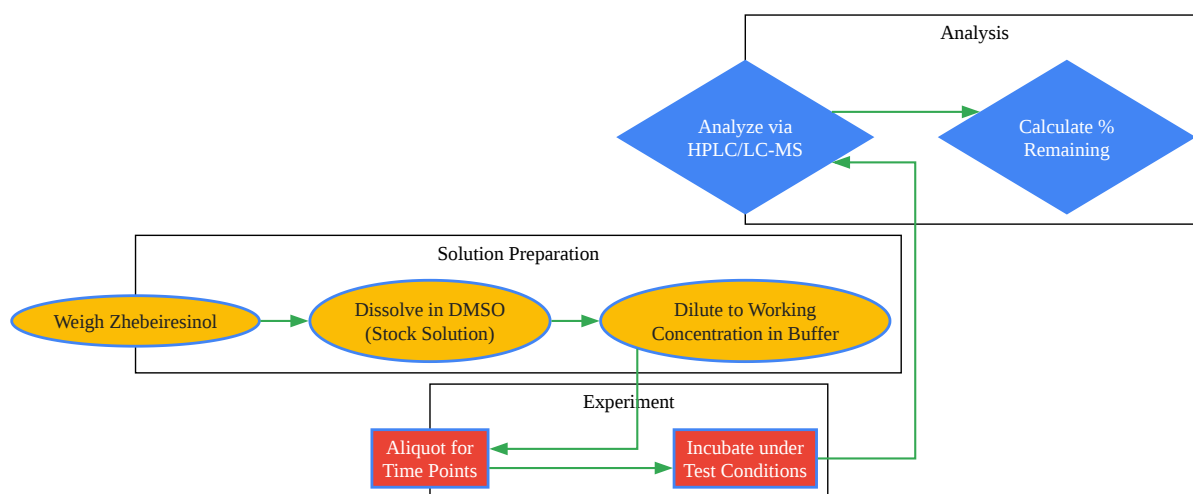 Analysis
Analyze via
HPLC/LC-MS
Calculate %
Remaining
Solution Preparation
Weigh Zhebeiresinol
Dissolve in DMSO
(Stock Solution)
Dilute to Working
Concentration in Buffer
Experiment
Aliquot for
Time Points
Incubate under
Test Conditions